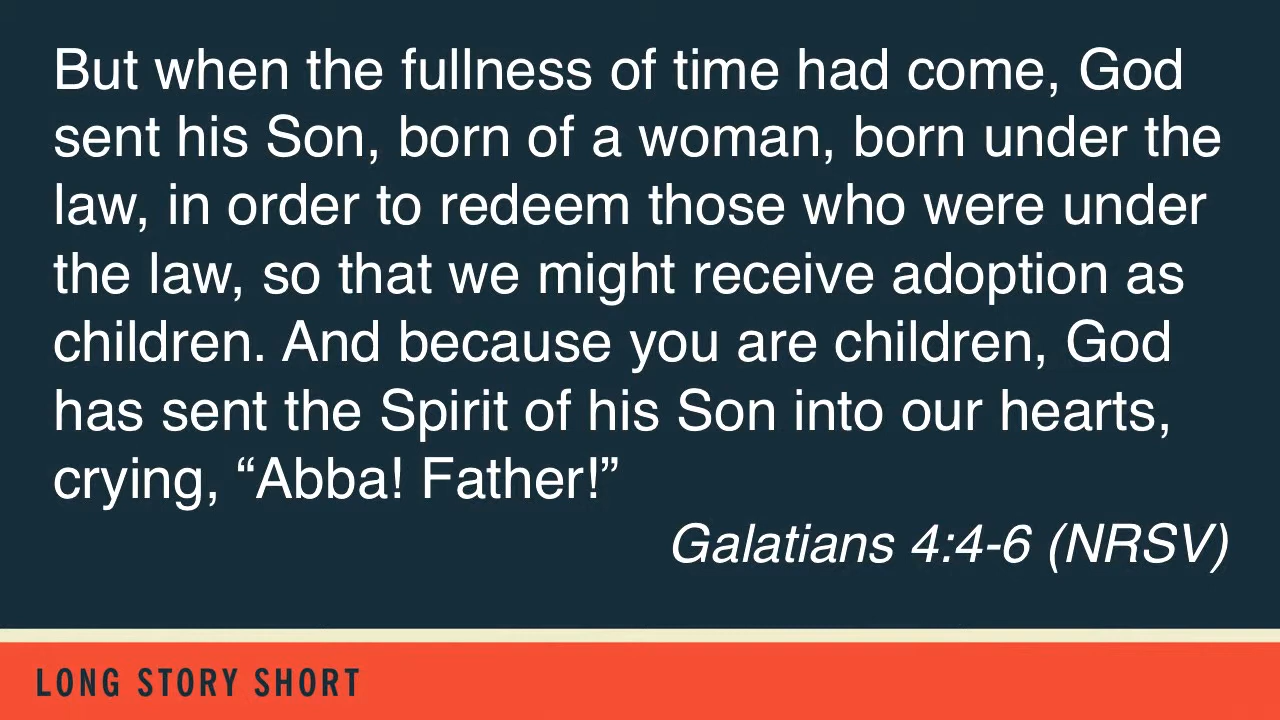 But when the fullness of time had come, God
sent his Son, born of a woman, born under the
law, in order to redeem those who were under
the law, so that we might receive adoption as
children. And because you are children, God
has sent the Spirit of his Son into our hearts,
crying, “Abba! Father!”
Galatians 4:4-6 (NRSV)
LONG STORY SHORT